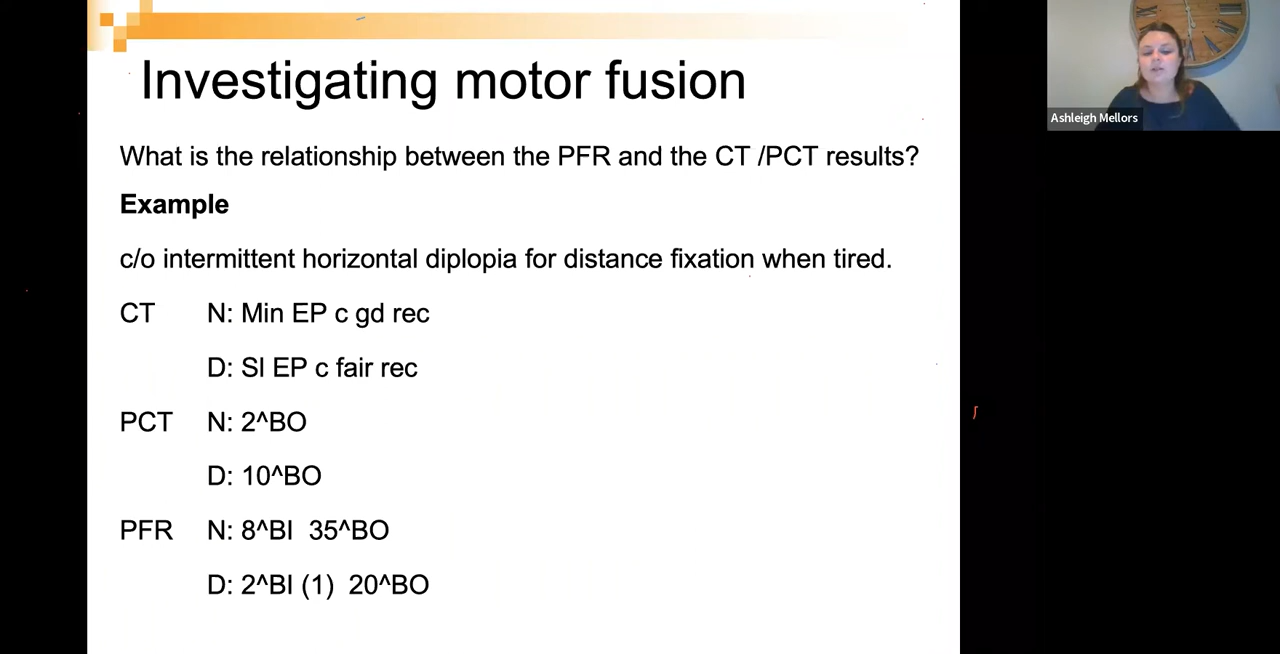 Investigating motor fusion
Ashleigh Mellors
What is the relationship between the PFR and the CT /PCT results?
Example
c/o intermittent horizontal diplopia for distance fixation when tired.
CT N: Min EP c gd rec
D: Sl EP c fair rec
PCT N: 2^BO
D: 10^BO
PFR N: 8^BI 35^BO
D: 2^BI (1) 20^BO